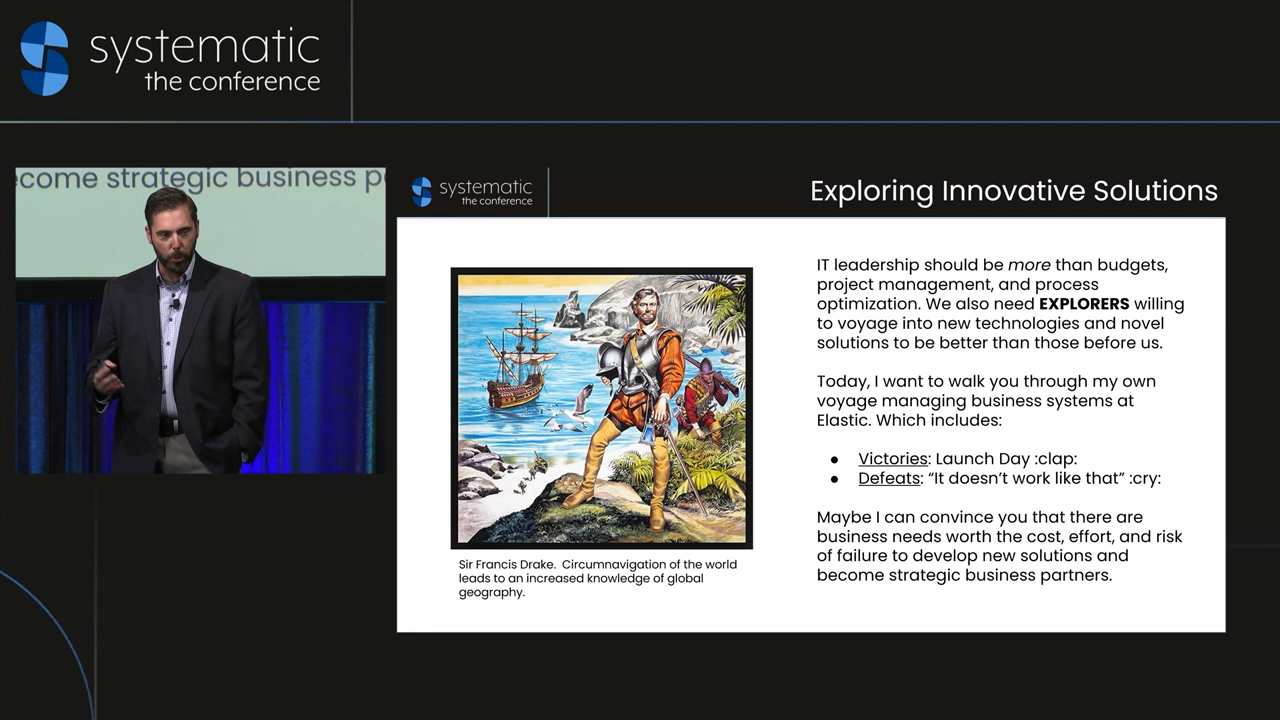 systematic
the conference
ecome strategic business p
systematic
the conference
Exploring Innovative Solutions
IT leadership should be more than budgets,
project management, and process
optimization. We also need EXPLORERS willing
to voyage into new technologies and novel
solutions to be better than those before us.
Today, I want to walk you through my own
voyage managing business systems at
Elastic. Which includes:
● Victories: Launch Day :clap:
● Defeats: “It doesn’t work like that” :cry:
Maybe I can convince you that there are
business needs worth the cost, effort, and risk
of failure to develop new solutions and
become strategic business partners.
Sir Francis Drake. Circumnavigation of the world
leads to an increased knowledge of global
geography.